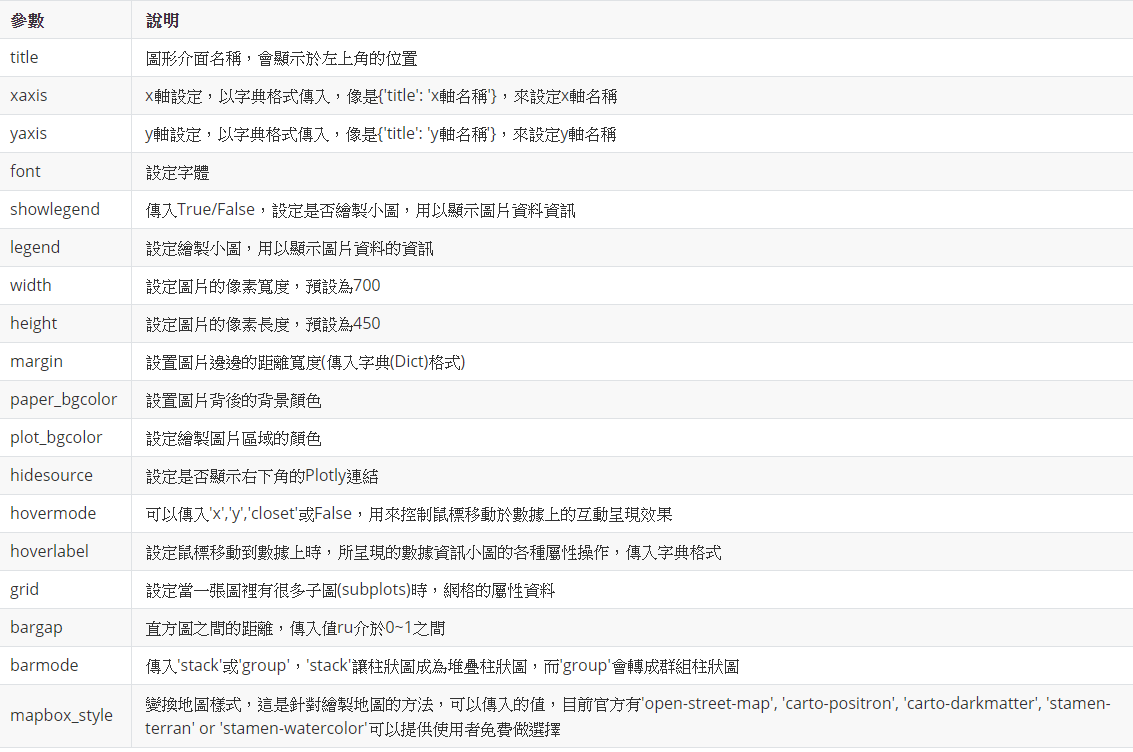 參數 說明
title 圖形介面名稱，會顯示於左上角的位置
xaxis x軸設定，以字典格式傳入，像是{'title': 'x軸名稱'}，來設定x軸名稱
yaxis y軸設定，以字典格式傳入，像是{'title': 'y軸名稱'}，來設定y軸名稱
font 設定字體
showlegend 傳入True/False，設定是否繪製小圖，用以顯示圖片資料資訊
legend 設定繪製小圖，用以顯示圖片資料的資訊
width 設定圖片的像素寬度，預設為700
height 設定圖片的像素長度，預設為450
margin 設置圖片邊邊的距離寬度(傳入字典(Dict)格式)
paper_bgcolor 設置圖片背後的背景顏色
plot_bgcolor 設定繪製圖片區域的顏色
hidesource 設定是否顯示右下角的Plotly連結
hovermode 可以傳入'x','y','closet'或False，用來控制鼠標移動於數據上的互動呈現效果
hoverlabel 設定鼠標移動到數據上時，所呈現的數據資訊小圖的各種屬性操作，傳入字典格式
grid 設定當一張圖裡有很多子圖(subplots)時，網格的屬性資料
bargap 直方圖之間的距離，傳入值ru介於0~1之間
barmode 傳入'stack'或'group'，'stack'讓柱狀圖成為堆疊柱狀圖，而'group'會轉成群組柱狀圖
mapbox_style 變換地圖樣式，這是針對繪製地圖的方法，可以傳入的值，目前官方有'open-street-map', 'carto-positron', 'carto-darkmatter', 'stamen-
terran' or 'stamen-watercolor'可以提供使用者免費做選擇